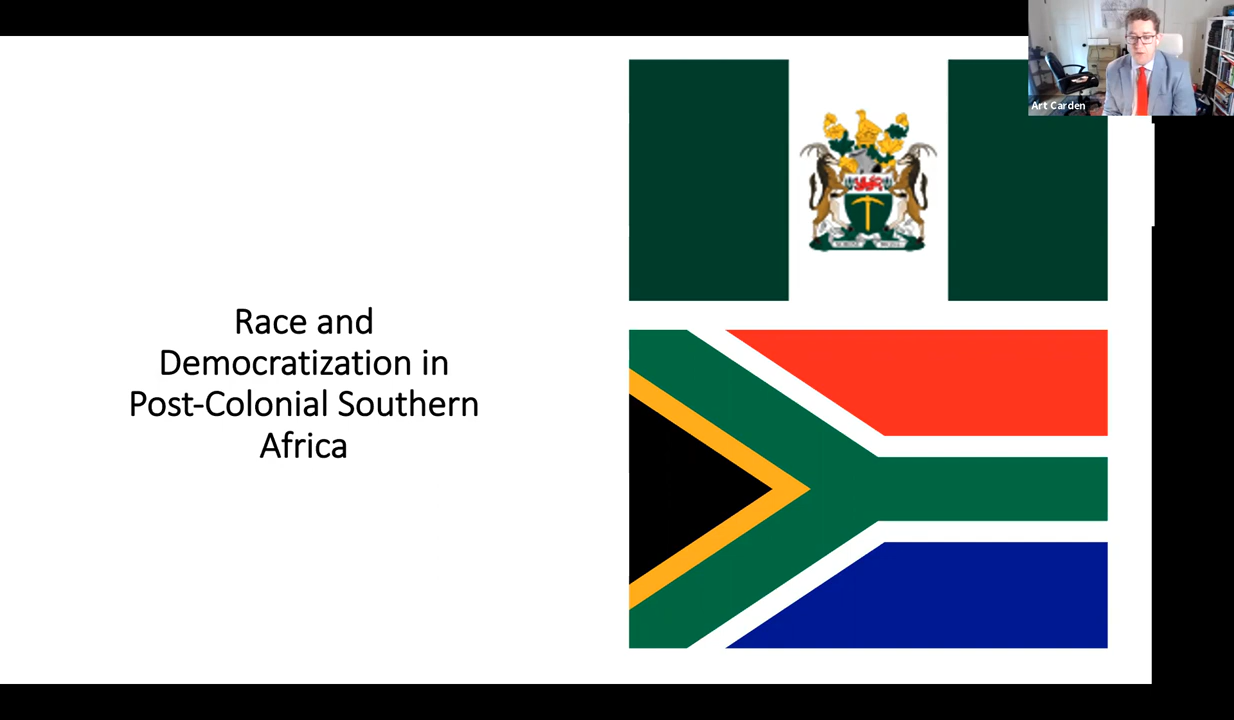 Art Carden
Race and
Democratization in
Post-Colonial Southern
Africa